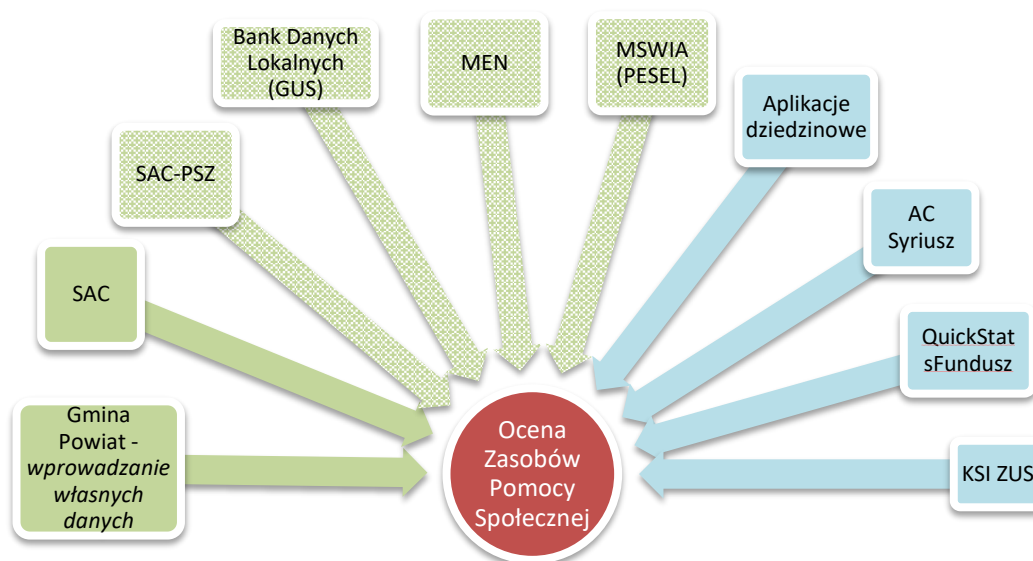 Bank Danych
Lokalnych
(GUS)
MEN
MSWIA
(PESEL)
Aplikacje
dziedzinowe
SAC-PSZ
AC
Syriusz
SAC
QuickStat
sFundusz
Gmina
Powiat -
wprowadzanie
własnych
danych
Ocena
Zasobów
Pomocy
Społecznej
KSI ZUS